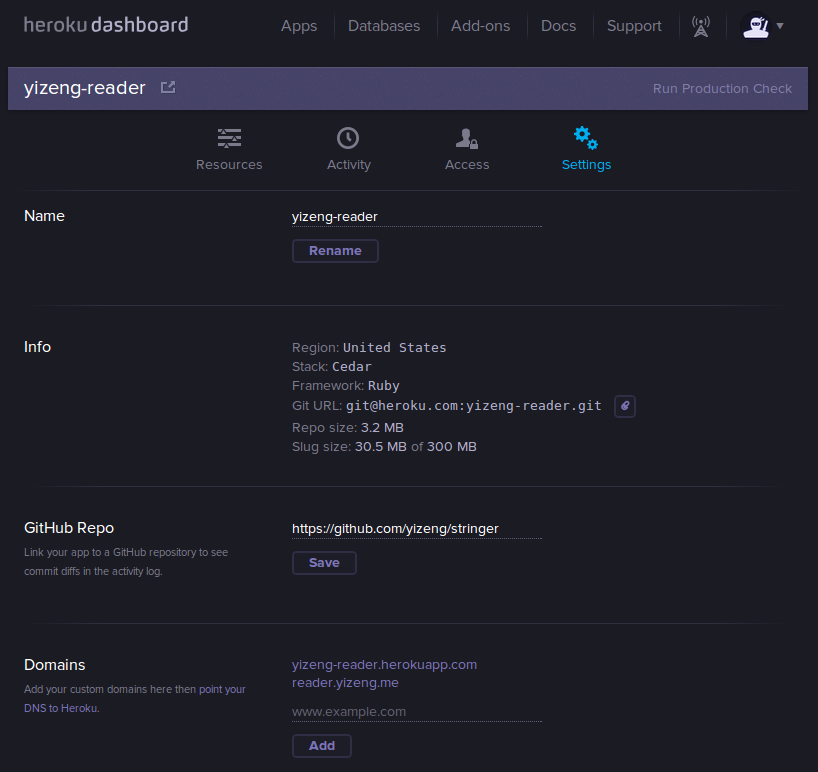 heroku dashboard
Apps Databases Add-ons Docs Support
yizeng-reader Run Production Check
Resources Activity Access Settings
Name yizeng-reader
Rename
Info Region: United States
Stack: Cedar
Framework: Ruby
Git URL: git@heroku.com:yizeng-reader.git
Repo size: 3.2 MB
Slug size: 30.5 MB of 300 MB
GitHub Repo https://github.com/yizeng/stringer
Link your app to a GitHub repository to see
commit diffs in the activity log.
Save
Domains yizeng-reader.herokuapp.com
reader.yizeng.me
Add your custom domains here then point your
DNS to Heroku.
www.example.com
Add